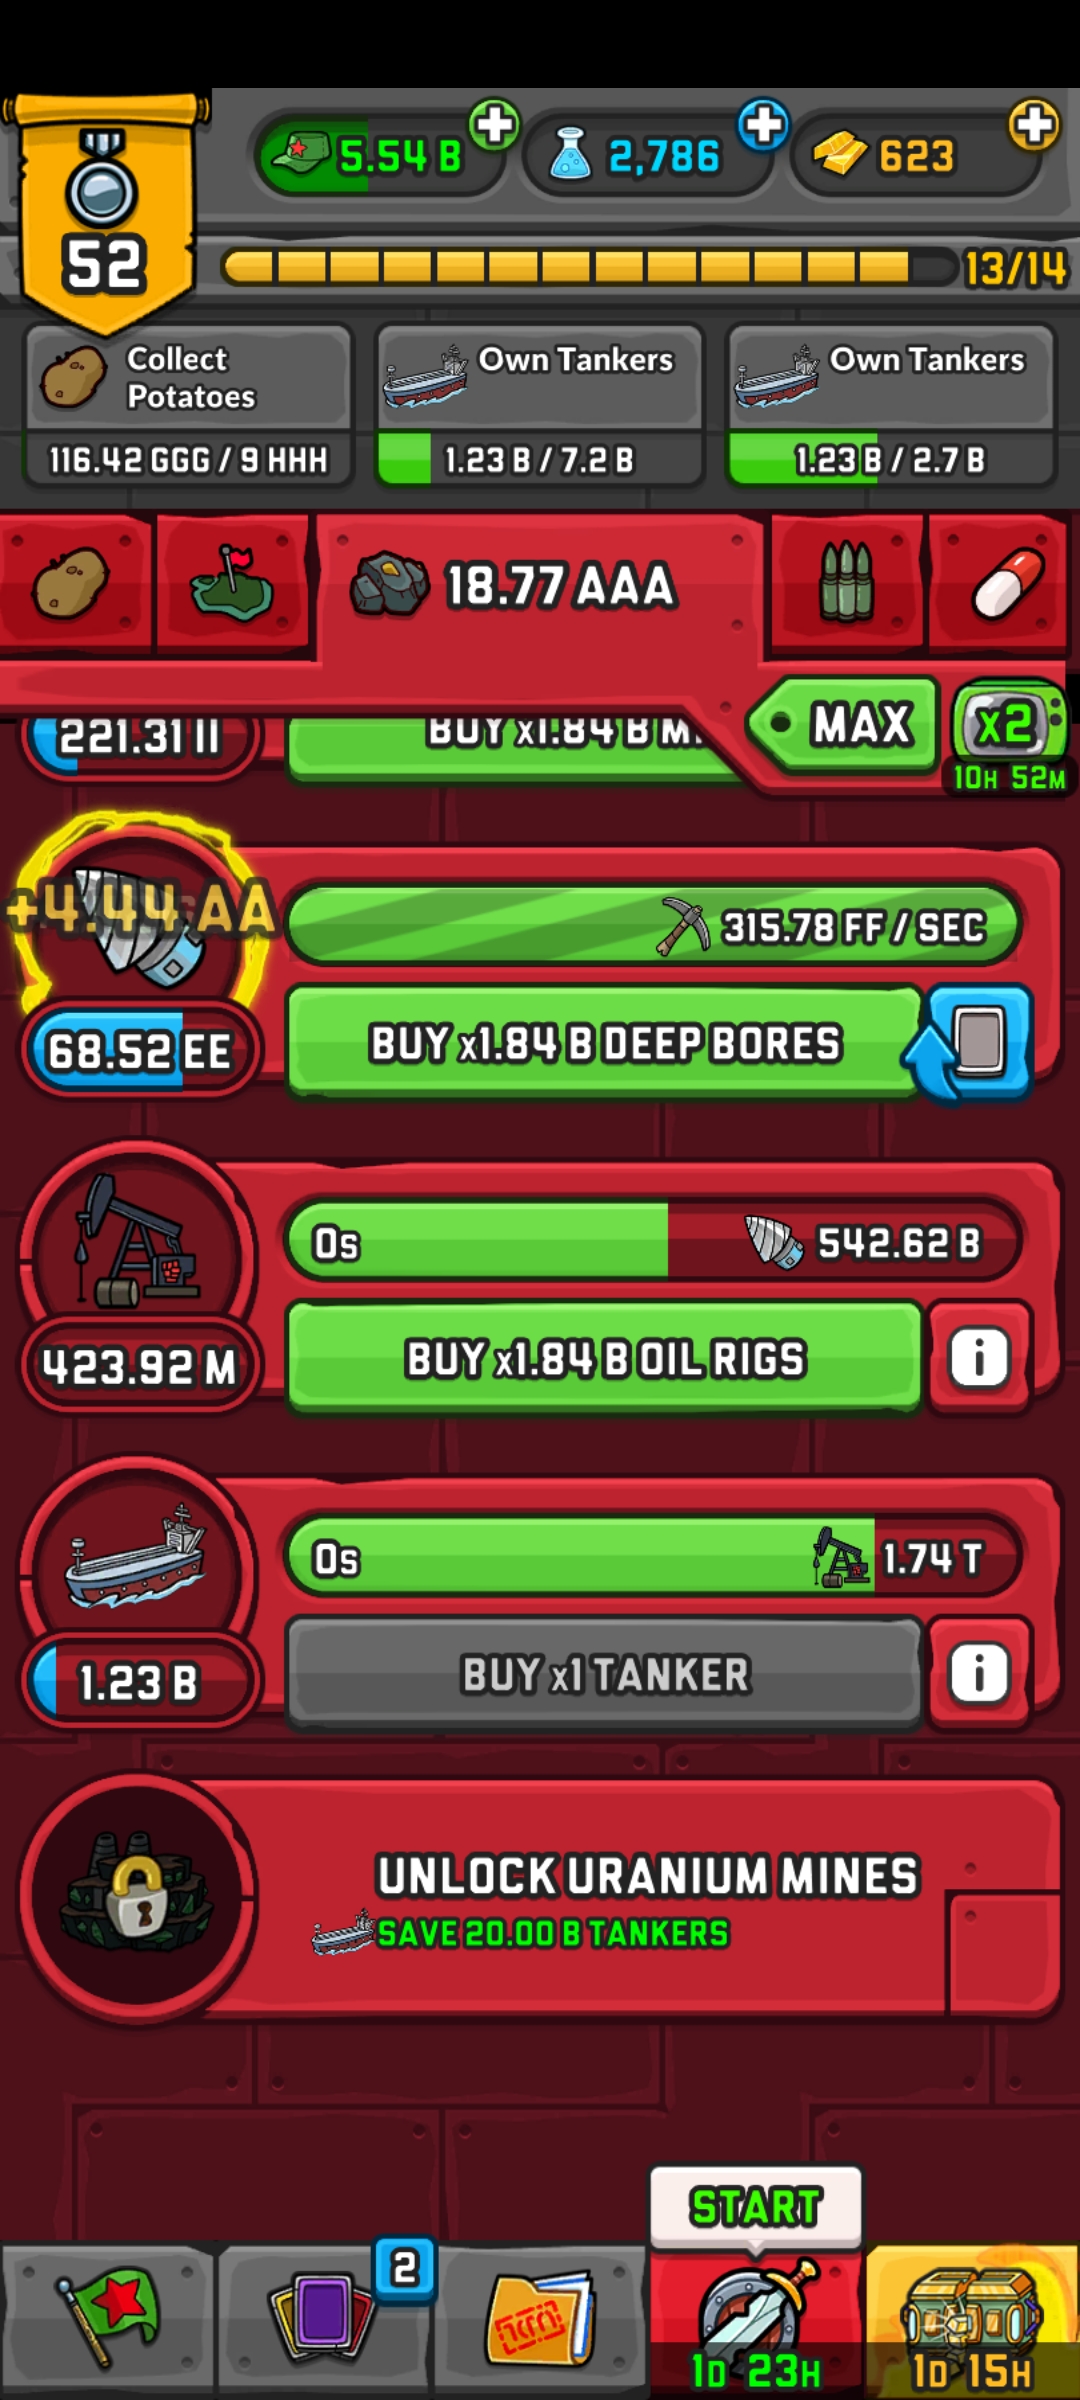 52
5.54 B
2,786
623
13/14
Collect
Potatoes
116.42 GGG / 9 HHH
Own Tankers
1.23 B / 7.2 B
Own Tankers
1.23 B / 2.7 B
18.77 AAA
MAX
x2
10H 52M
221.31 II
BUY x1.84 B
+4.44 AA
315.78 FF / SEC
68.52 EE
BUY x1.84 B DEEP BORES
0s
542.62 B
423.92 M
BUY x1.84 B OIL RIGS
i
0s
1.74 T
1.23 B
BUY x1 TANKER
i
UNLOCK URANIUM MINES
SAVE 20.00 B TANKERS
START
2
1D 23H
1D 15H